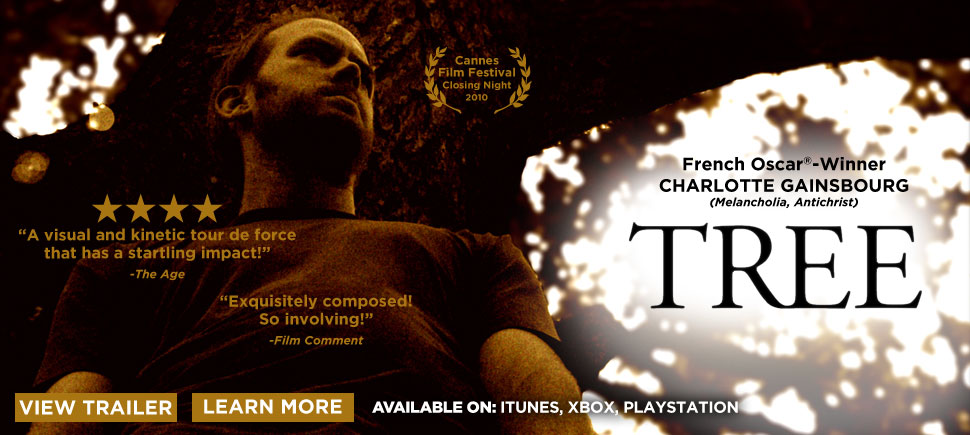 Cannes
Film Festival
Closing Night
2010
French Oscar®-Winner
CHARLOTTE GAINSBOURG
(Melancholia, Antichrist)
TREE
“A visual and kinetic tour de force
that has a startling impact!”
-The Age
“Exquisitely composed!
So involving!”
-Film Comment
VIEW TRAILER
LEARN MORE
AVAILABLE ON: ITUNES, XBOX, PLAYSTATION